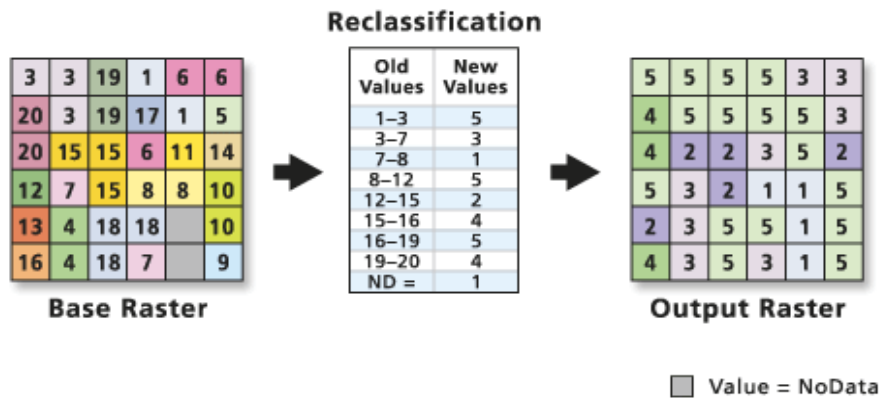 Reclassification
3 3 19 1 6 6
20 3 19 17 1 5
20 15 15 6 11 14
12 7 15 8 8 10
13 4 18 18 10
16 4 18 7 9
Base Raster
Old Values New Values
1–3 5
3–7 3
7–8 1
8–12 5
12–15 2
15–16 4
16–19 5
19–20 4
ND = 1
5 5 5 5 3 3
4 5 5 5 5 3
4 2 2 3 5 2
5 3 2 1 1 5
2 3 5 5 1 5
4 3 5 3 1 5
Output Raster
Value = NoData